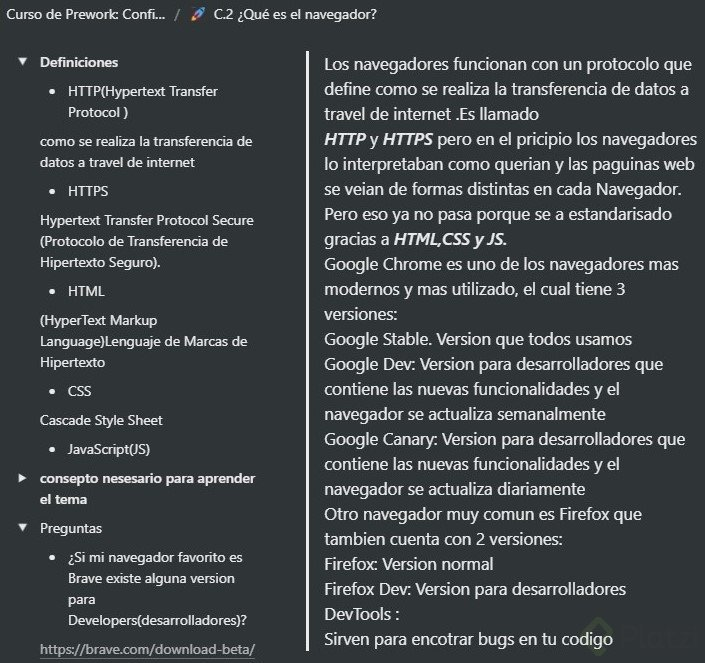 Curso de Prework: Confi... / C.2 ¿Qué es el navegador?
Definiciones
HTTP(Hypertext Transfer
Protocol )
como se realiza la transferencia de
datos a travel de internet
HTTPS
Hypertext Transfer Protocol Secure
(Protocolo de Transferencia de
Hipertexto Seguro).
HTML
(HyperText Markup
Language)Lenguaje de Marcas de
Hipertexto
CSS
Cascade Style Sheet
JavaScript(JS)
consepto nesesario para aprender
el tema
Preguntas
¿Si mi navegador favorito es
Brave existe alguna version
para
Developers(desarrolladores)?
https://brave.com/download-beta/
Los navegadores funcionan con un protocolo que
define como se realiza la transferencia de datos a
travel de internet .Es llamado
HTTP y HTTPS pero en el pricipio los navegadores
lo interpretaban como querian y las paguinas web
se veian de formas distintas en cada Navegador.
Pero eso ya no pasa porque se a estandarisado
gracias a HTML,CSS y JS.
Google Chrome es uno de los navegadores mas
modernos y mas utilizado, el cual tiene 3
versiones:
Google Stable. Version que todos usamos
Google Dev: Version para desarrolladores que
contiene las nuevas funcionalidades y el
navegador se actualiza semanalmente
Google Canary: Version para desarrolladores que
contiene las nuevas funcionalidades y el
navegador se actualiza diariamente
Otro navegador muy comun es Firefox que
tambien cuenta con 2 versiones:
Firefox: Version normal
Firefox Dev: Version para desarrolladores
DevTools :
Sirven para encotrar bugs en tu codigo
Platzi